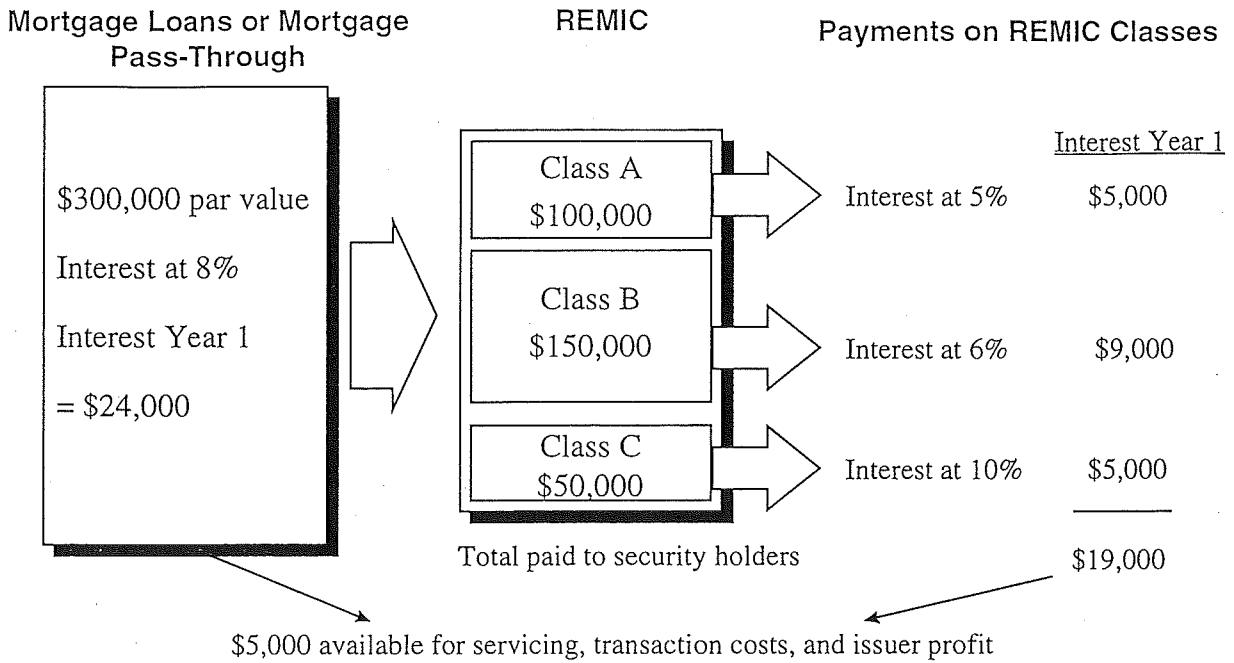 Mortgage Loans or Mortgage
Pass-Through
REMIC
Payments on REMIC Classes
$300,000 par value
Interest at 8%
Interest Year 1
= $24,000
Class A
$100,000
Class B
$150,000
Class C
$50,000
Interest Year 1
Interest at 5% $5,000
Interest at 6% $9,000
Interest at 10% $5,000
Total paid to security holders $19,000
$5,000 available for servicing, transaction costs, and issuer profit